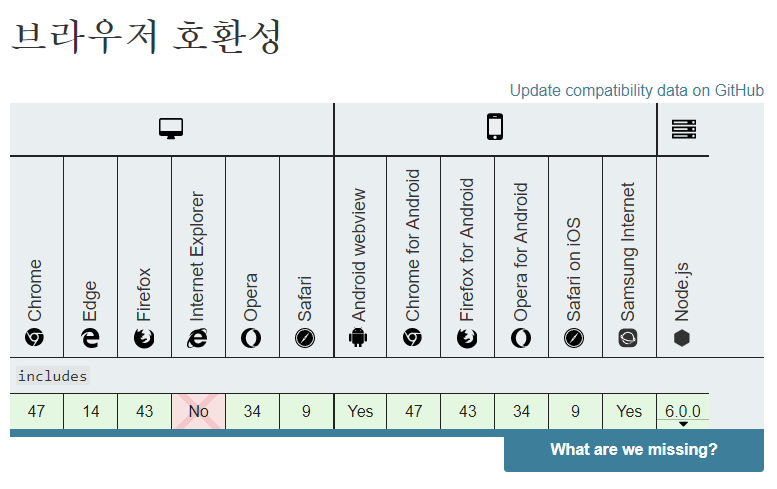 브라우저 호환성
Update compatibility data on GitHub
Chrome
Edge
Firefox
Internet Explorer
Opera
Safari
Android webview
Chrome for Android
Firefox for Android
Opera for Android
Safari on iOS
Samsung Internet
Node.js
includes
47 14 43 No 34 9 Yes 47 43 34 9 Yes 6.0.0
What are we missing?